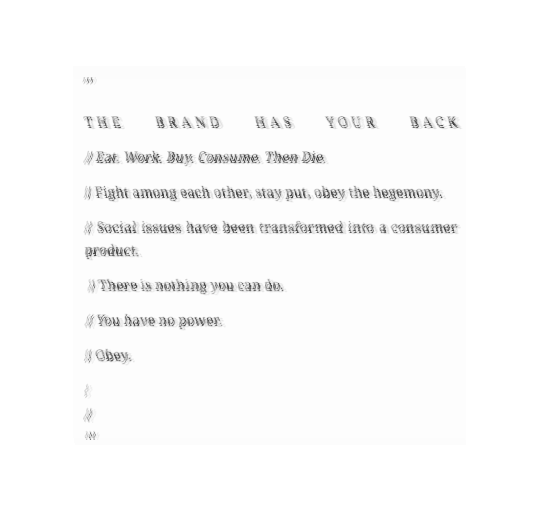 THE BRAND HAS YOUR BACK
// Eat. Work. Buy. Consume. Then Die.
// Fight among each other, stay put, obey the hegemony.
// Social issues have been transformed into a consumer
product.
// There is nothing you can do.
// You have no power.
// Obey.
//